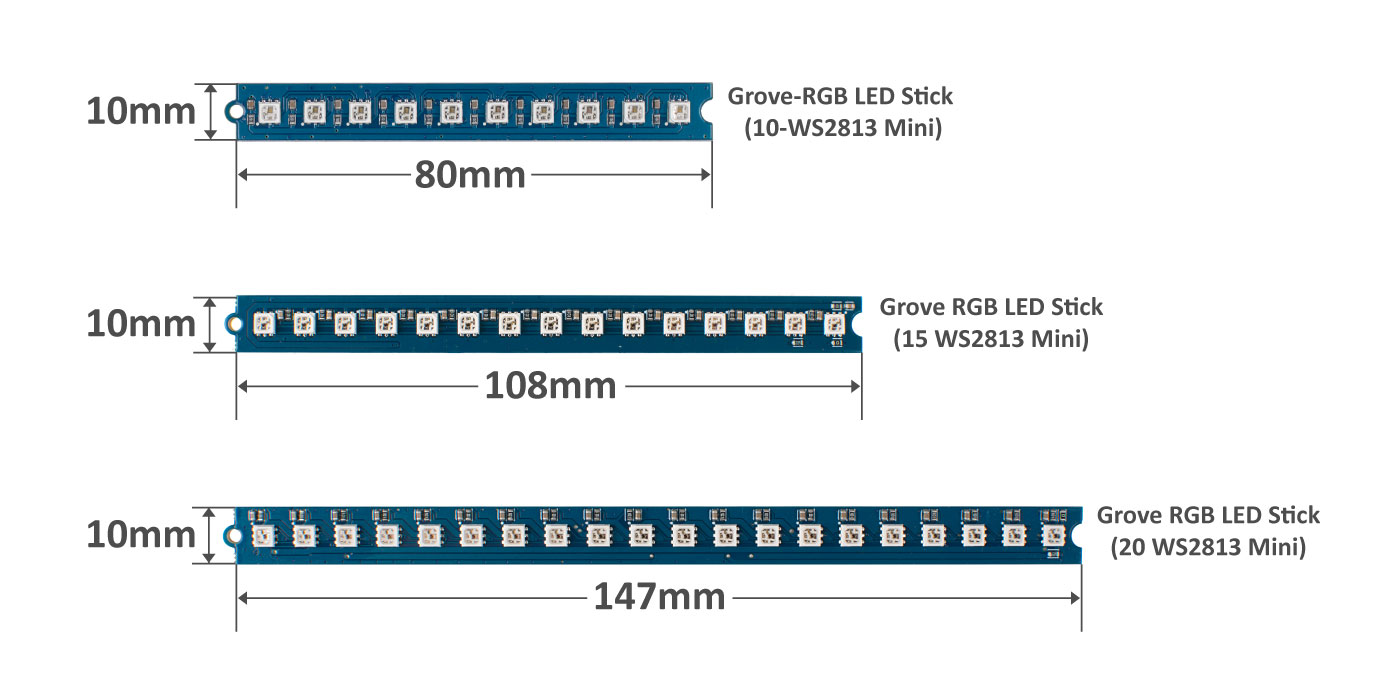 10mm
Grove-RGB LED Stick
(10-WS2813 Mini)
80mm
10mm
Grove RGB LED Stick
(15 WS2813 Mini)
108mm
10mm
Grove RGB LED Stick
(20 WS2813 Mini)
147mm